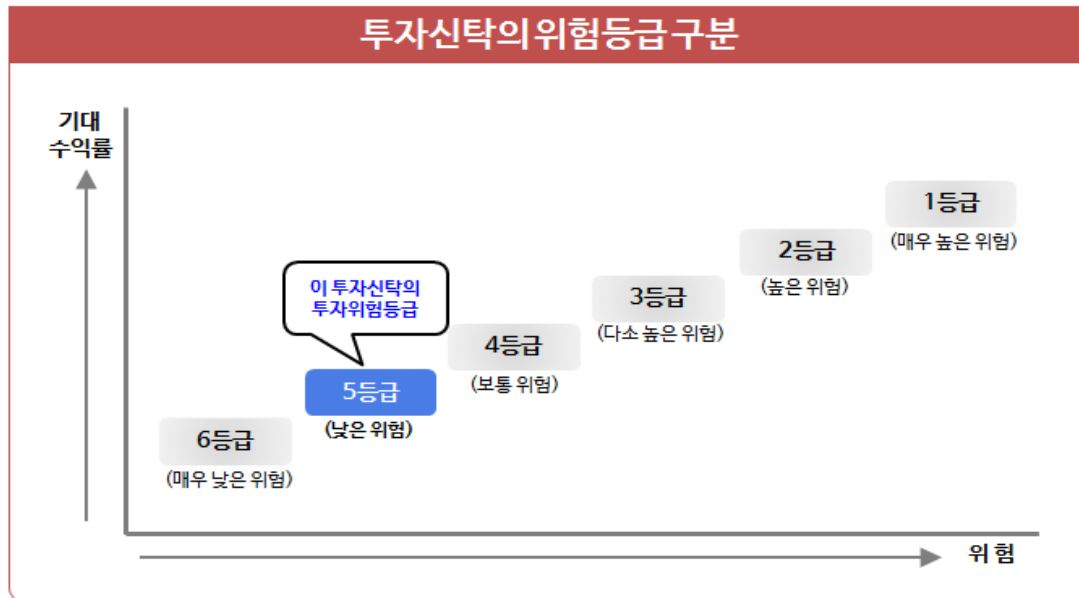 투자신탁의 위험등급 구분
기대
수익률
1등급
(매우 높은 위험)
2등급
(높은 위험)
3등급
(다소 높은 위험)
이 투자신탁의
투자위험등급
4등급
(보통 위험)
5등급
(낮은 위험)
6등급
(매우 낮은 위험)
위 험